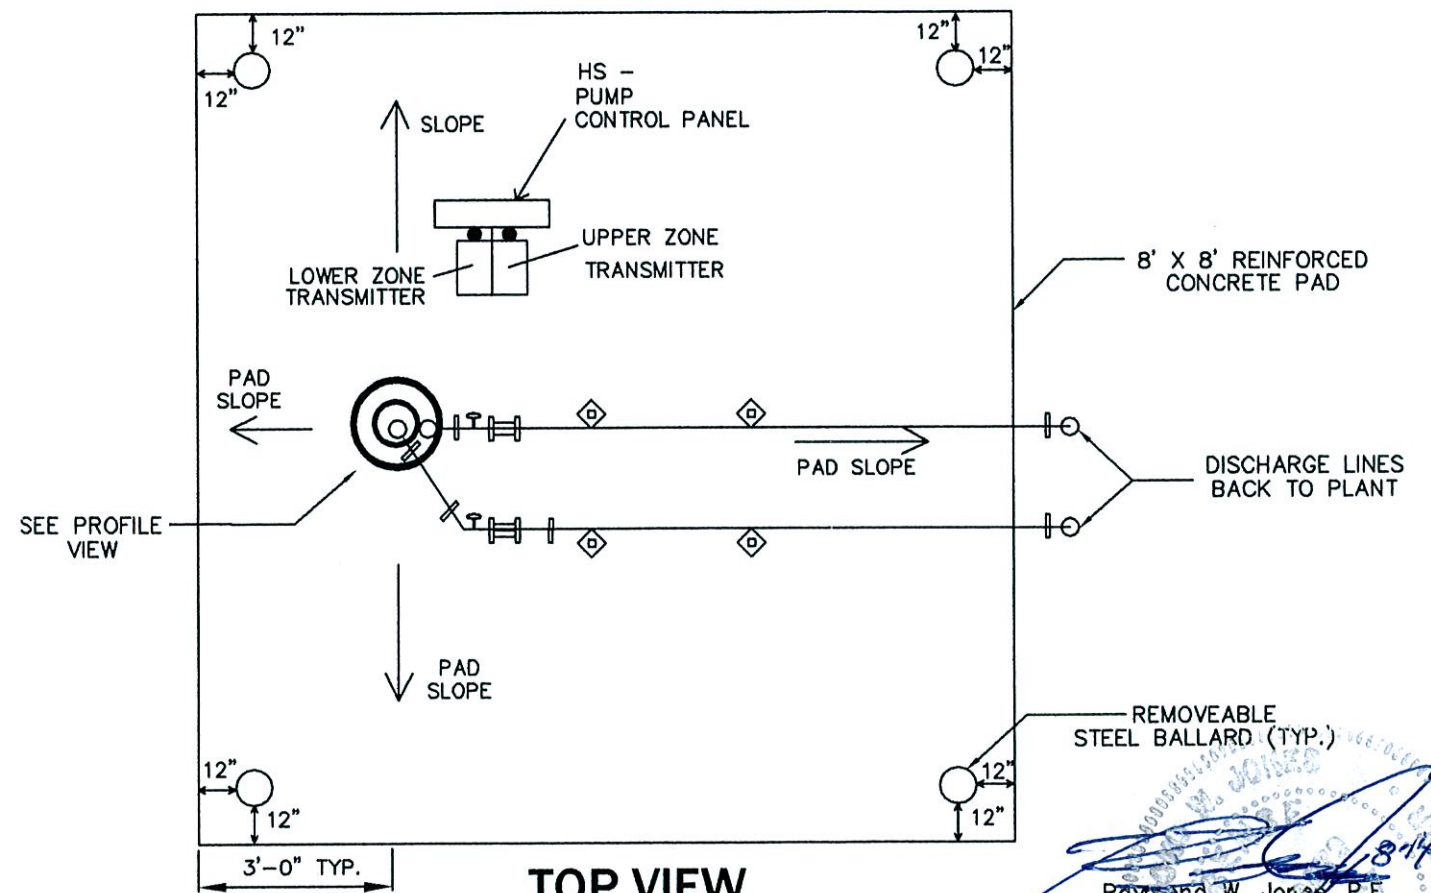 12"
12"
12"
12"
HS -
PUMP
CONTROL PANEL
SLOPE
UPPER ZONE
TRANSMITTER
LOWER ZONE
TRANSMITTER
8' X 8' REINFORCED
CONCRETE PAD
PAD
SLOPE
PAD SLOPE
DISCHARGE LINES
BACK TO PLANT
SEE PROFILE
VIEW
PAD
SLOPE
REMOVEABLE
STEEL BALLARD (TYP.)
12"
12"
12"
12"
3'-0" TYP.
TOP VIEW
W. JONES
W. Jones, P.E.